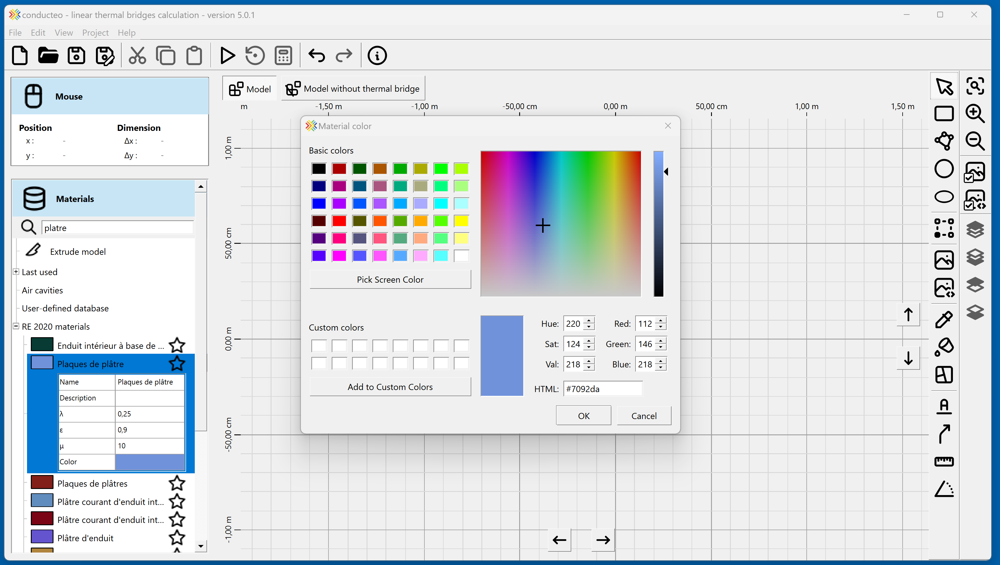 conducteo - linear thermal bridges calculation - version 5.0.1
File Edit View Project Help
Mouse
Position Dimension
x : - Δx : -
y : - Δy : -
Materials
platre
Extrude model
Last used
Air cavities
User-defined database
RE 2020 materials
Enduit intérieur à base de ...
Plaques de plâtre
Name Plaques de plâtre
Description
λ 0,25
ε 0,9
μ 10
Color
Plaques de plâtres
Plâtre courant d'enduit int...
Plâtre courant d'enduit int...
Plâtre d'enduit
Model Model without thermal bridge
m -1,50 m -1,00 m -50,00 cm 0,00 m 50,00 cm 1,00 m 1,50 m
1,00 m
50,00 cm
0,00 m
-50,00 cm
-1,00 m
Material color
Basic colors
Pick Screen Color
Custom colors
Add to Custom Colors
Hue: 220 Red: 112
Sat: 124 Green: 146
Val: 218 Blue: 218
HTML: #7092da
OK Cancel